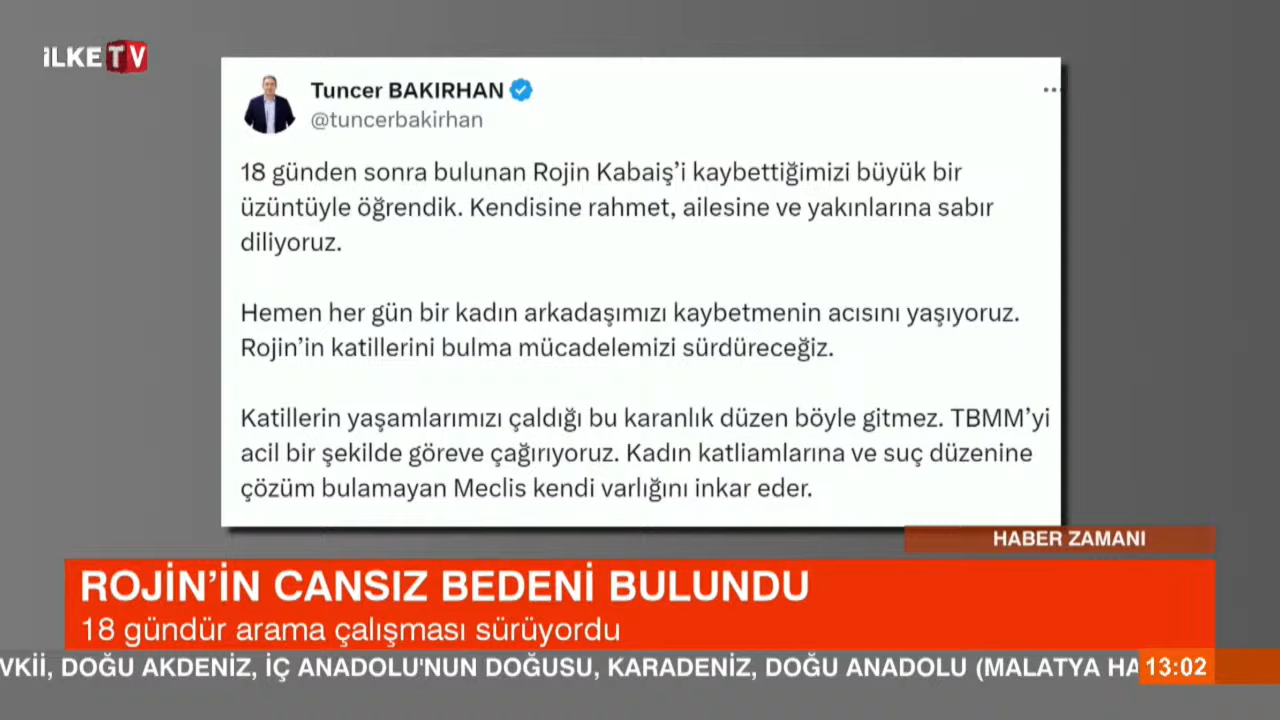 İLKE TV
Tuncer BAKIRHAN
@tuncerbakirhan
18 günden sonra bulunan Rojin Kabaiş’i kaybettiğimizi büyük bir
üzüntüyle öğrendik. Kendisine rahmet, ailesine ve yakınlarına sabır
diliyoruz.
Hemen her gün bir kadın arkadaşımızı kaybetmenin acısını yaşıyoruz.
Rojin’in katillerini bulma mücadelemizi sürdüreceğiz.
Katillerin yaşamlarımızı çaldığı bu karanlık düzen böyle gitmez. TBMM’yi
acil bir şekilde göreve çağırıyoruz. Kadın katliamlarına ve suç düzenine
çözüm bulamayan Meclis kendi varlığını inkar eder.
HABER ZAMANI
ROJİN’İN CANSIZ BEDENİ BULUNDU
18 gündür arama çalışması sürüyordu
VKİİ, DOĞU AKDENİZ, İÇ ANADOLU'NUN DOĞUSU, KARADENİZ, DOĞU ANADOLU (MALATYA HA 13:02